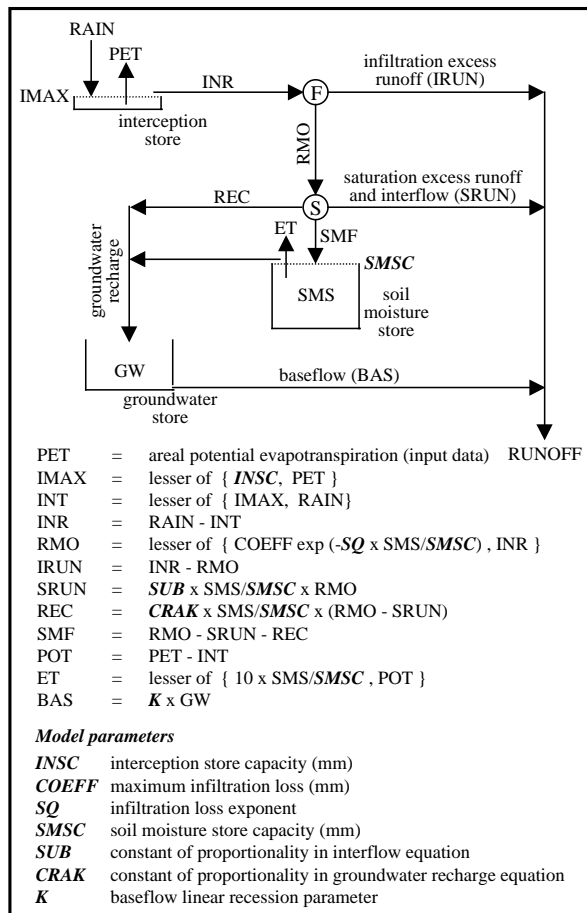 RAIN
PET
IMAX
interception
store
INR
F
infiltration excess
runoff (IRUN)
RMO
REC
S
saturation excess runoff
and interflow (SRUN)
ET
SMF
SMSC
groundwater
recharge
SMS
soil
moisture
store
GW
groundwater
store
baseflow (BAS)
RUNOFF
PET = areal potential evapotranspiration (input data)
IMAX = lesser of { INSC, PET }
INT = lesser of { IMAX, RAIN}
INR = RAIN - INT
RMO = lesser of { COEFF exp (-SQ x SMS/SMSC) , INR }
IRUN = INR - RMO
SRUN = SUB x SMS/SMSC x RMO
REC = CRAK x SMS/SMSC x (RMO - SRUN)
SMF = RMO - SRUN - REC
POT = PET - INT
ET = lesser of { 10 x SMS/SMSC , POT }
BAS = K x GW
Model parameters
INSC interception store capacity (mm)
COEFF maximum infiltration loss (mm)
SQ infiltration loss exponent
SMSC soil moisture store capacity (mm)
SUB constant of proportionality in interflow equation
CRAK constant of proportionality in groundwater recharge equation
K baseflow linear recession parameter